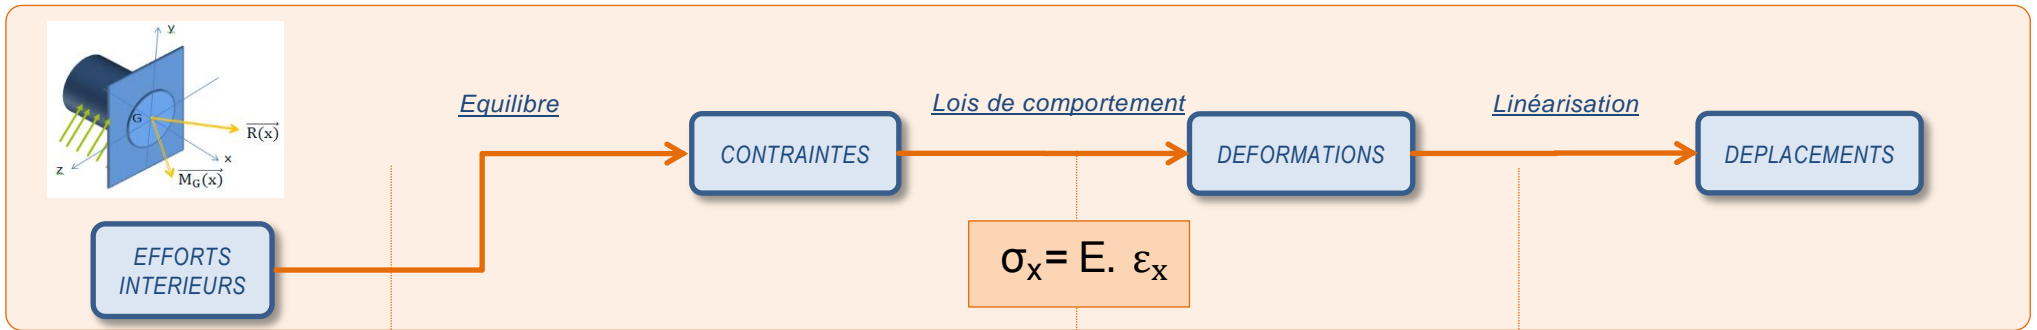 y
G
R(x)
x
z
M_G(x)
Equilibre
Lois de comportement
Linéarisation
CONTRAINTES
DEFORMATIONS
DEPLACEMENTS
EFFORTS
INTERIEURS
σₓ= E. εₓ